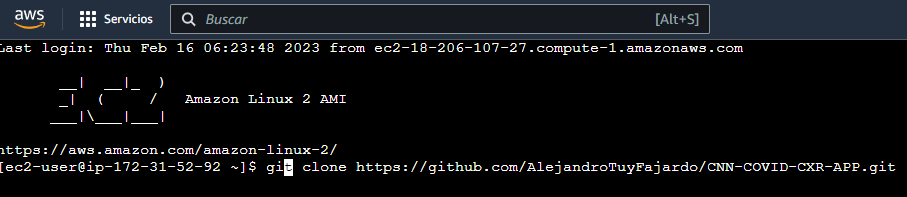 aws Servicios Buscar [Alt+S]
Last login: Thu Feb 16 06:23:48 2023 from ec2-18-206-107-27.compute-1.amazonaws.com
__|  __|_  )
_|  (     /   Amazon Linux 2 AMI
___|\___|___|
https://aws.amazon.com/amazon-linux-2/
[ec2-user@ip-172-31-52-92 ~]$ git clone https://github.com/AlejandroTuyFajardo/CNN-COVID-CXR-APP.git